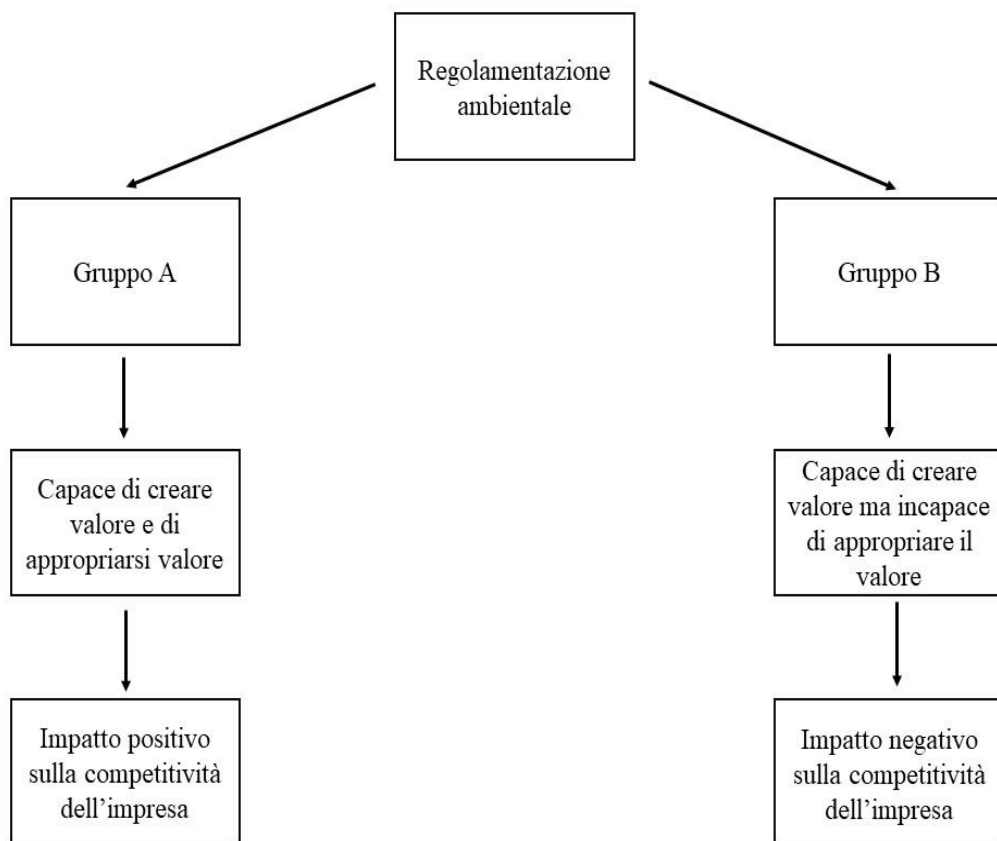 Regolamentazione
ambientale
Gruppo A
Gruppo B
Capace di creare
valore e di
appropriarsi valore
Capace di creare
valore ma incapace
di appropriare il
valore
Impatto positivo
sulla competitività
dell’impresa
Impatto negativo
sulla competitività
dell’impresa